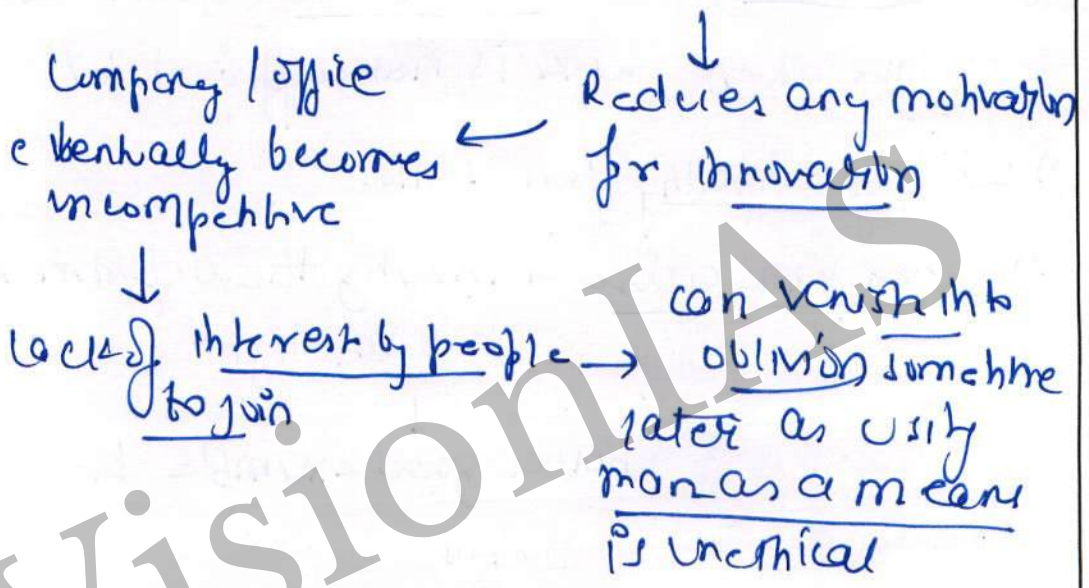 ↓
Reduces any motivation
for innovation
←
Company / office
eventually becomes
incompetitive
↓
Lack of interest by people
to join
→
can vanish into
oblivion sometime
later as using
man as a means
is unethical
VisionIAS